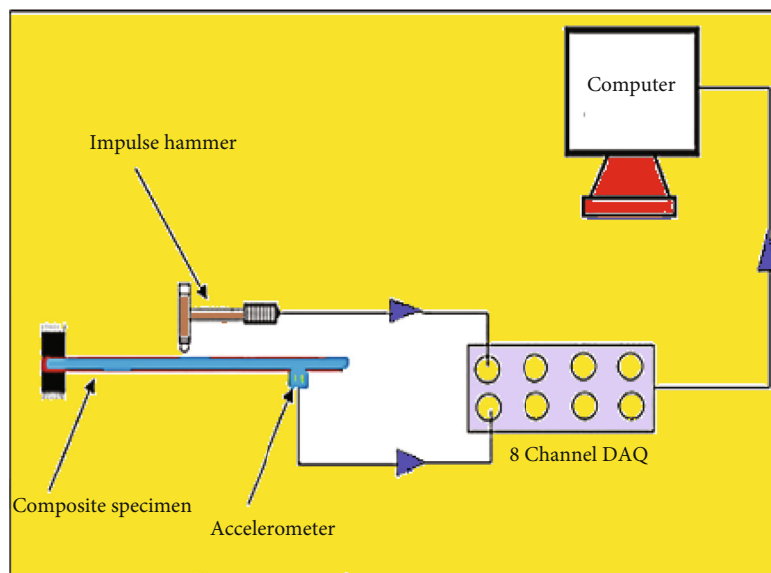 Computer
Impulse hammer
8 Channel DAQ
Composite specimen
Accelerometer